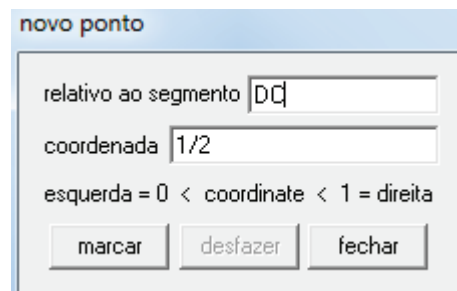 novo ponto
relativo ao segmento DC
coordenada 1/2
esquerda = 0 < coordinate < 1 = direita
marcar desfazer fechar